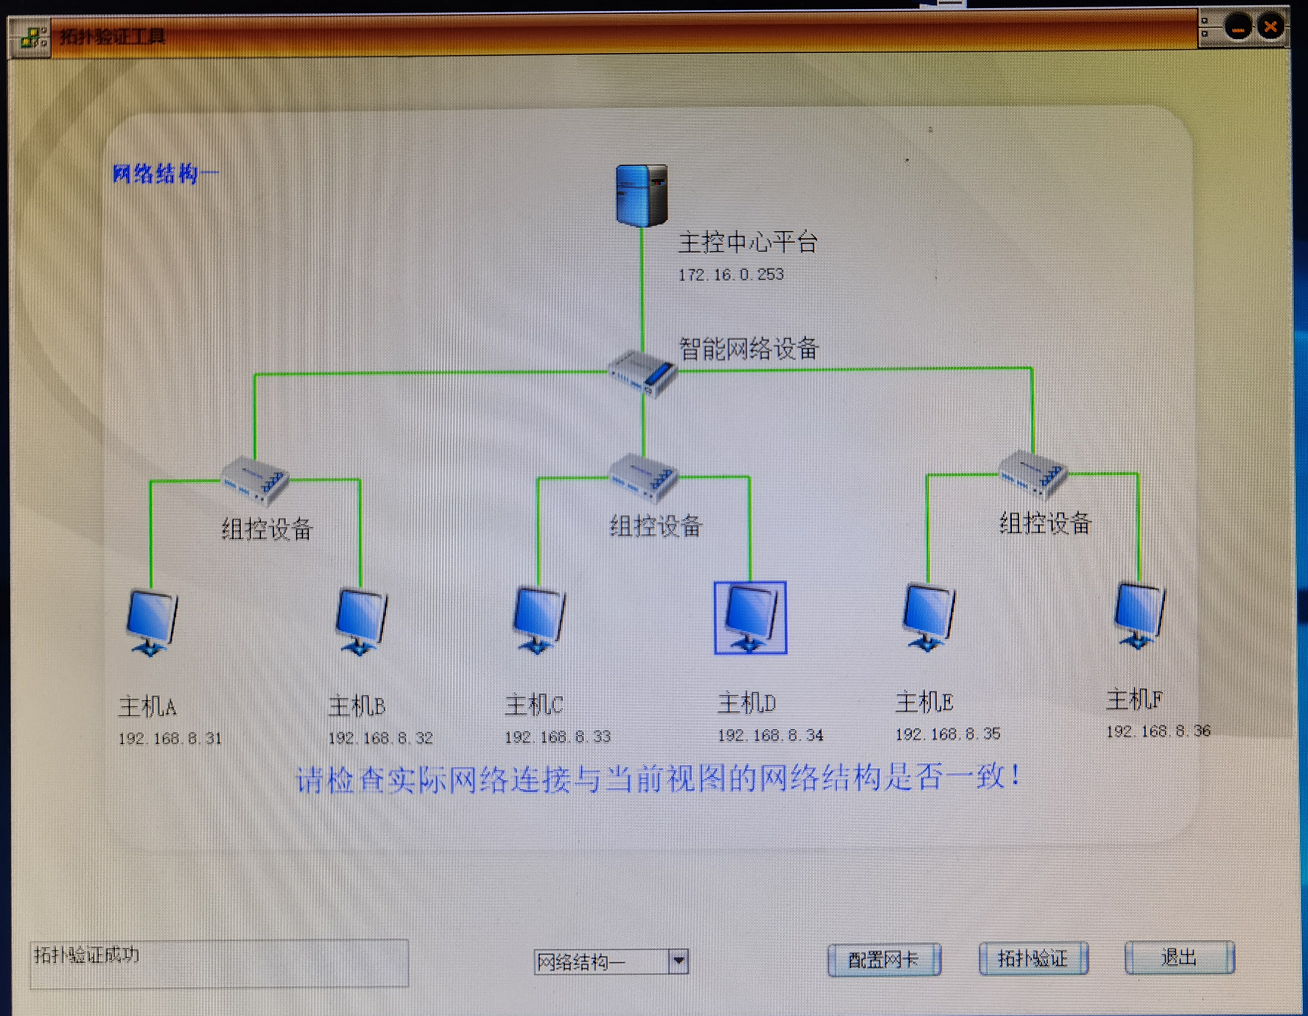 拓扑验证工具
网络结构一
主控中心平台
172.16.0.253
智能网络设备
组控设备
组控设备
组控设备
主机A
主机B
主机C
主机D
主机E
主机F
192.168.8.31
192.168.8.32
192.168.8.33
192.168.8.34
192.168.8.35
192.168.8.36
请检查实际网络连接与当前视图的网络结构是否一致!
拓扑验证成功
网络结构一
配置网卡
拓扑验证
退出